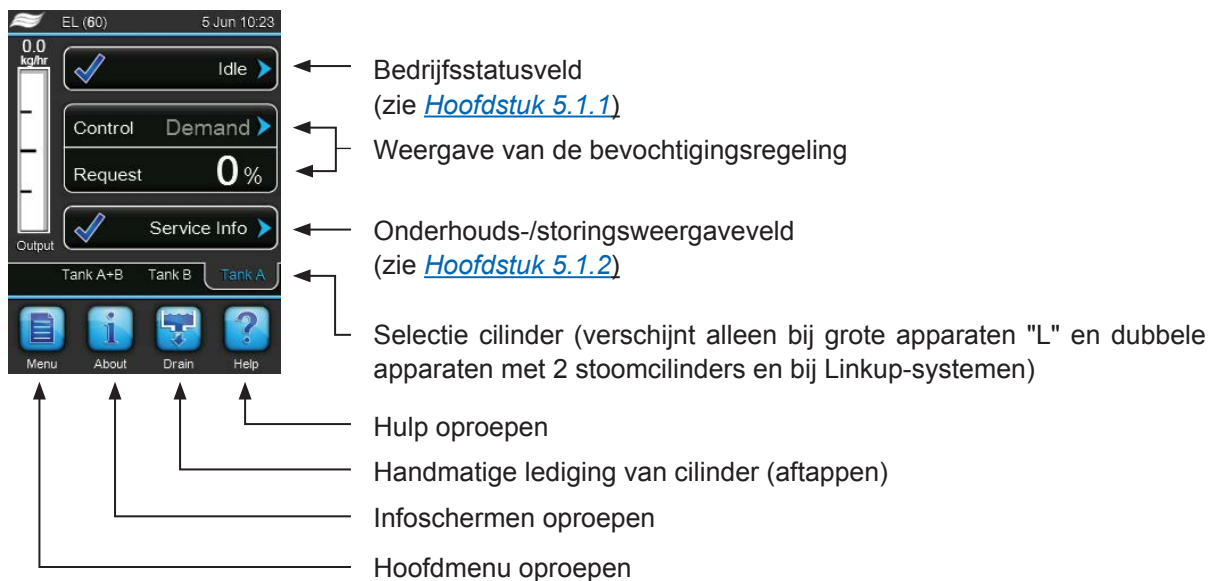 EL (60) 5 Jun 10:23
0.0
kg/hr
Idle
Control Demand
Request 0 %
Service Info
Output
Tank A+B Tank B Tank A
Menu About Drain Help
Bedrijfsstatusveld
(zie Hoofdstuk 5.1.1)
Weergave van de bevochtigingsregeling
Onderhouds-/storingsweergaveveld
(zie Hoofdstuk 5.1.2)
Selectie cilinder (verschijnt alleen bij grote apparaten "L" en dubbele
apparaten met 2 stoomcilinders en bij Linkup-systemen)
Hulp oproepen
Handmatige lediging van cilinder (aftappen)
Infoschermen oproepen
Hoofdmenu oproepen